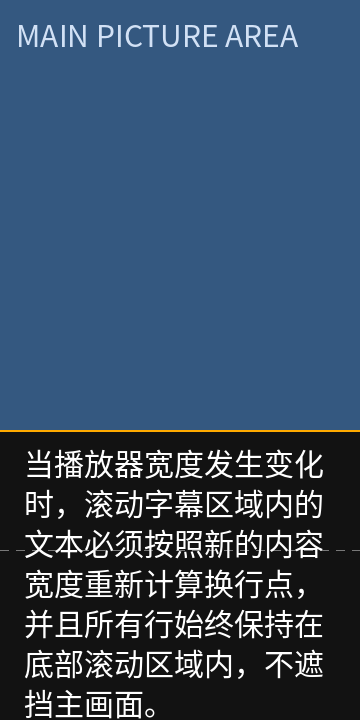 MAIN PICTURE AREA
当播放器宽度发生变化
时，滚动字幕区域内的
文本必须按照新的内容
宽度重新计算换行点，
并且所有行始终保持在
底部滚动区域内，不遮
挡主画面。